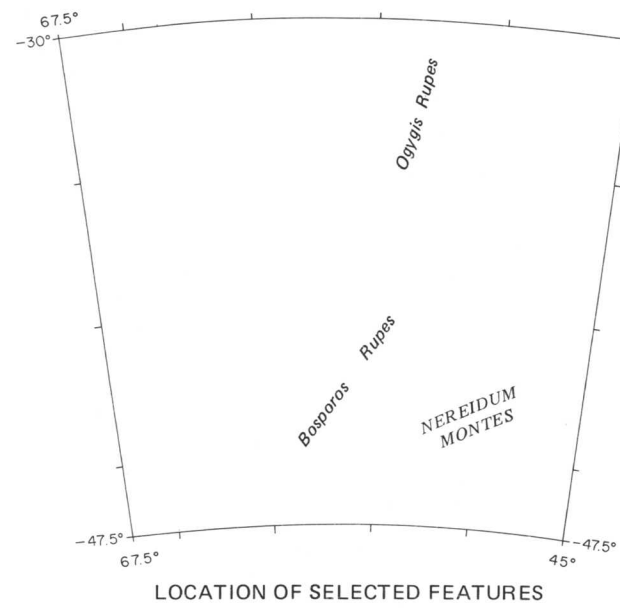 67.5°
−30°
Ogygis Rupes
Bosporos Rupes
NEREIDUM
MONTES
−47.5°
67.5°
−47.5°
45°
LOCATION OF SELECTED FEATURES